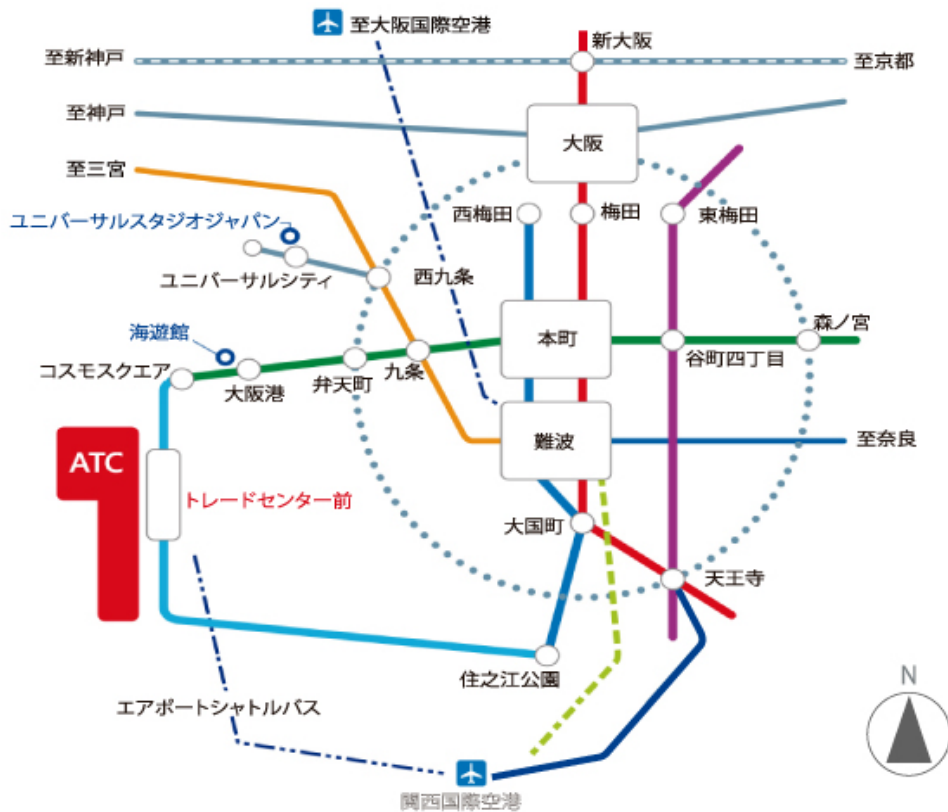 至大阪国際空港
新大阪
至新神戸
至京都
至神戸
大阪
至三宮
西梅田
梅田
東梅田
ユニバーサルスタジオジャパン
ユニバーサルシティ
西九条
森ノ宮
海遊館
本町
谷町四丁目
コスモスクエア
大阪港
弁天町
九条
難波
至奈良
ATC
トレードセンター前
大国町
天王寺
住之江公園
エアポートシャトルバス
N
関西国際空港